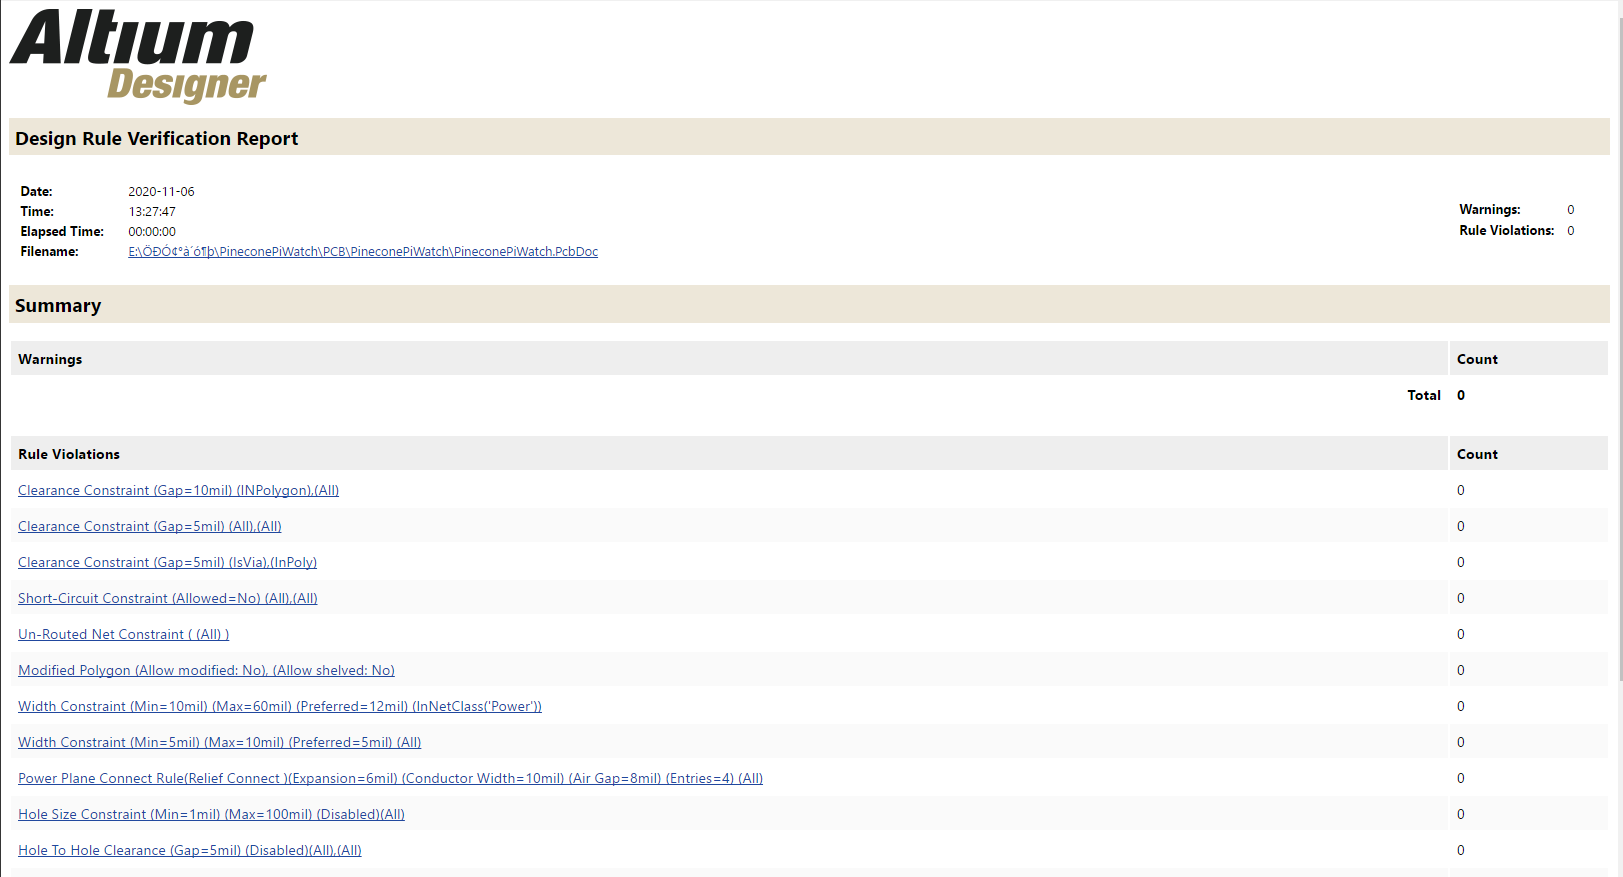 Altium
Designer
Design Rule Verification Report
Date: 2020-11-06
Time: 13:27:47
Elapsed Time: 00:00:00
Filename: E:\ÖÐÓ¢°à´ó¶þ\PineconePiWatch\PCB\PineconePiWatch\PineconePiWatch.PcbDoc
Warnings: 0
Rule Violations: 0
Summary
Warnings Count
Total 0
Rule Violations Count
Clearance Constraint (Gap=10mil) (INPolygon),(All) 0
Clearance Constraint (Gap=5mil) (All),(All) 0
Clearance Constraint (Gap=5mil) (IsVia),(InPoly) 0
Short-Circuit Constraint (Allowed=No) (All),(All) 0
Un-Routed Net Constraint ( (All) ) 0
Modified Polygon (Allow modified: No), (Allow shelved: No) 0
Width Constraint (Min=10mil) (Max=60mil) (Preferred=12mil) (InNetClass('Power')) 0
Width Constraint (Min=5mil) (Max=10mil) (Preferred=5mil) (All) 0
Power Plane Connect Rule(Relief Connect )(Expansion=6mil) (Conductor Width=10mil) (Air Gap=8mil) (Entries=4) (All) 0
Hole Size Constraint (Min=1mil) (Max=100mil) (Disabled)(All) 0
Hole To Hole Clearance (Gap=5mil) (Disabled)(All),(All) 0